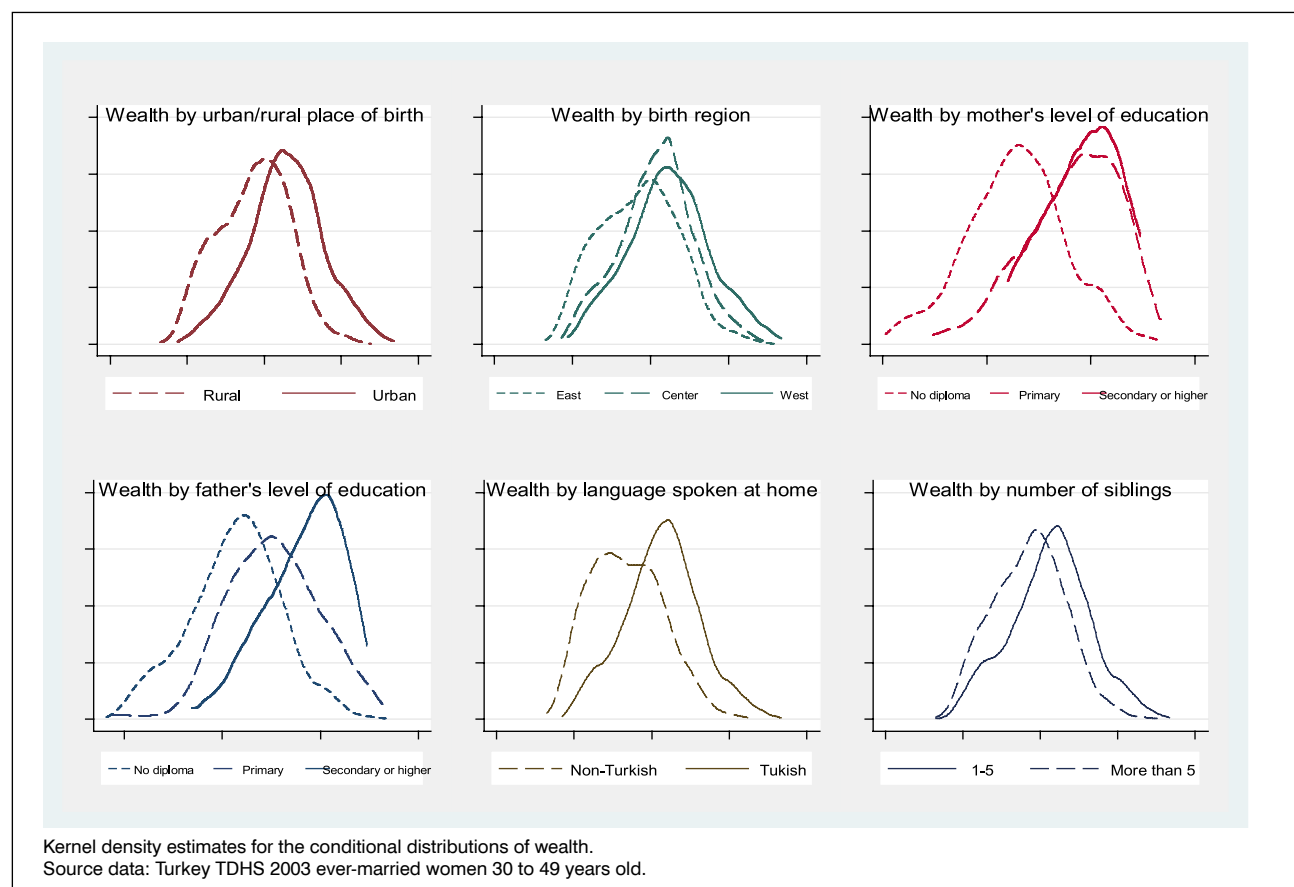 Wealth by urban/rural place of birth
Rural Urban
Wealth by birth region
East Center West
Wealth by mother's level of education
No diploma Primary Secondary or higher
Wealth by father's level of education
No diploma Primary Secondary or higher
Wealth by language spoken at home
Non-Turkish Tukish
Wealth by number of siblings
1-5 More than 5
Kernel density estimates for the conditional distributions of wealth.
Source data: Turkey TDHS 2003 ever-married women 30 to 49 years old.